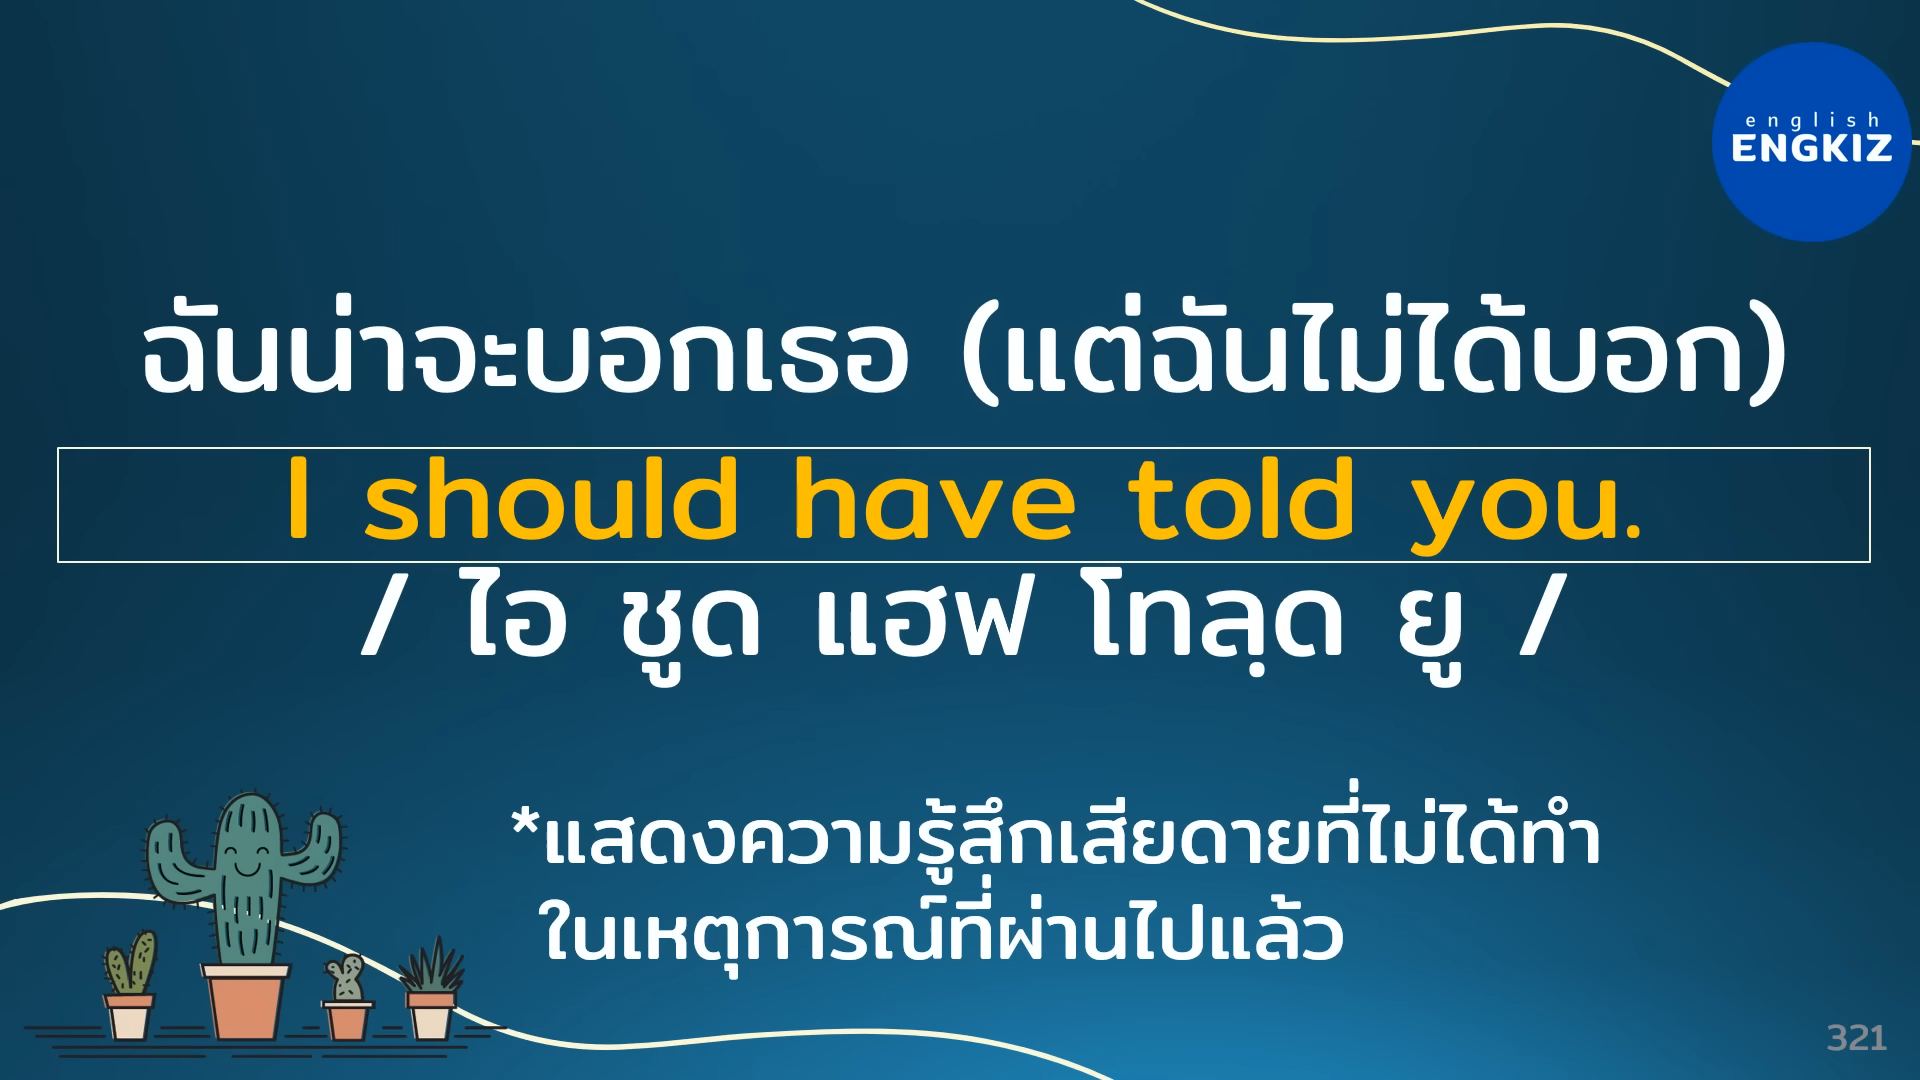 english
ENGKIZ
ฉันน่าจะบอกเธอ (แต่ฉันไม่ได้บอก)
I should have told you.
/ ไอ ชูด แฮฟ โทลฺด ยู /
*แสดงความรู้สึกเสียดายที่ไม่ได้ทำ
ในเหตุการณ์ที่ผ่านไปแล้ว
321